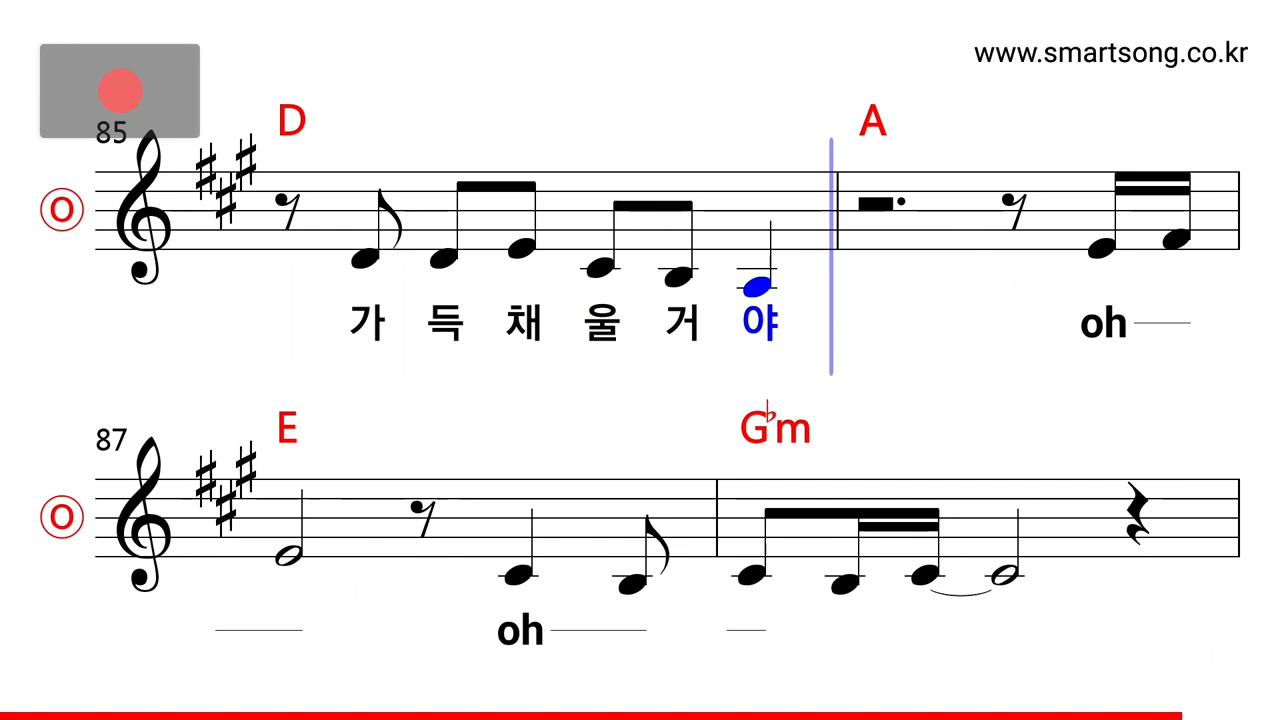 www.smartsong.co.kr
85
D A
O
가 득 채 울 거 야 oh
87
E G♭m
O
oh